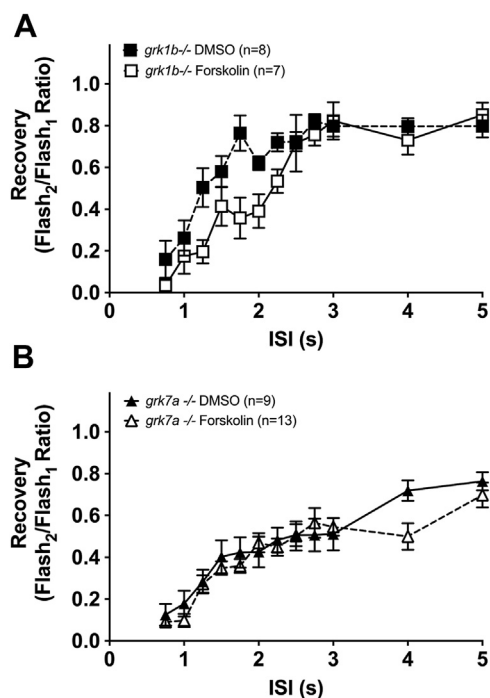 A
grk1b-/- DMSO (n=8)
grk1b-/- Forskolin (n=7)
Recovery
(Flash2/Flash1 Ratio)
1.0
0.8
0.6
0.4
0.2
0.0
0 1 2 3 4 5
ISI (s)
B
grk7a -/- DMSO (n=9)
grk7a -/- Forskolin (n=13)
Recovery
(Flash2/Flash1 Ratio)
1.0
0.8
0.6
0.4
0.2
0.0
0 1 2 3 4 5
ISI (s)